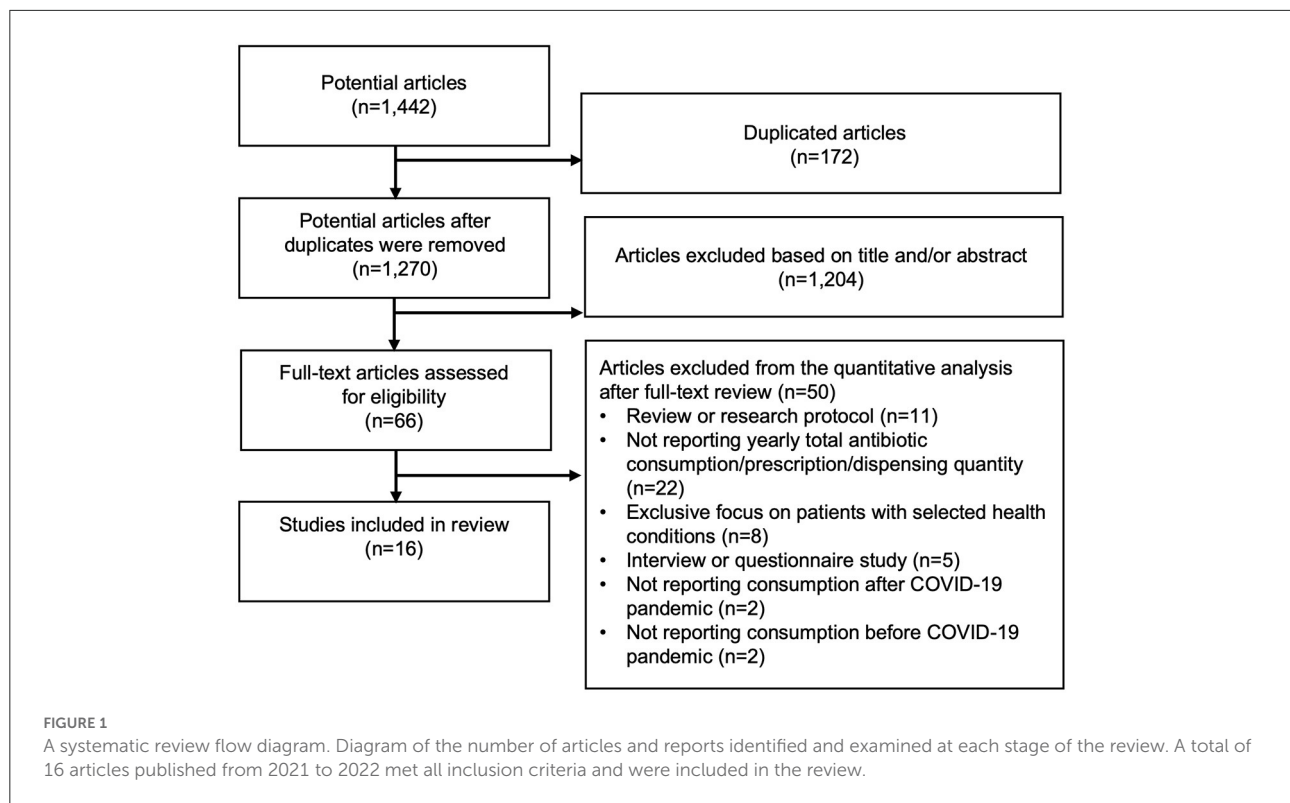 Potential articles
(n=1,442)
Duplicated articles
(n=172)
Potential articles after
duplicates were removed
(n=1,270)
Articles excluded based on title and/or abstract
(n=1,204)
Full-text articles assessed
for eligibility
(n=66)
Articles excluded from the quantitative analysis
after full-text review (n=50)
• Review or research protocol (n=11)
• Not reporting yearly total antibiotic
consumption/prescription/dispensing quantity
(n=22)
• Exclusive focus on patients with selected health
conditions (n=8)
• Interview or questionnaire study (n=5)
• Not reporting consumption after COVID-19
pandemic (n=2)
• Not reporting consumption before COVID-19
pandemic (n=2)
Studies included in review
(n=16)
FIGURE 1
A systematic review flow diagram. Diagram of the number of articles and reports identified and examined at each stage of the review. A total of
16 articles published from 2021 to 2022 met all inclusion criteria and were included in the review.